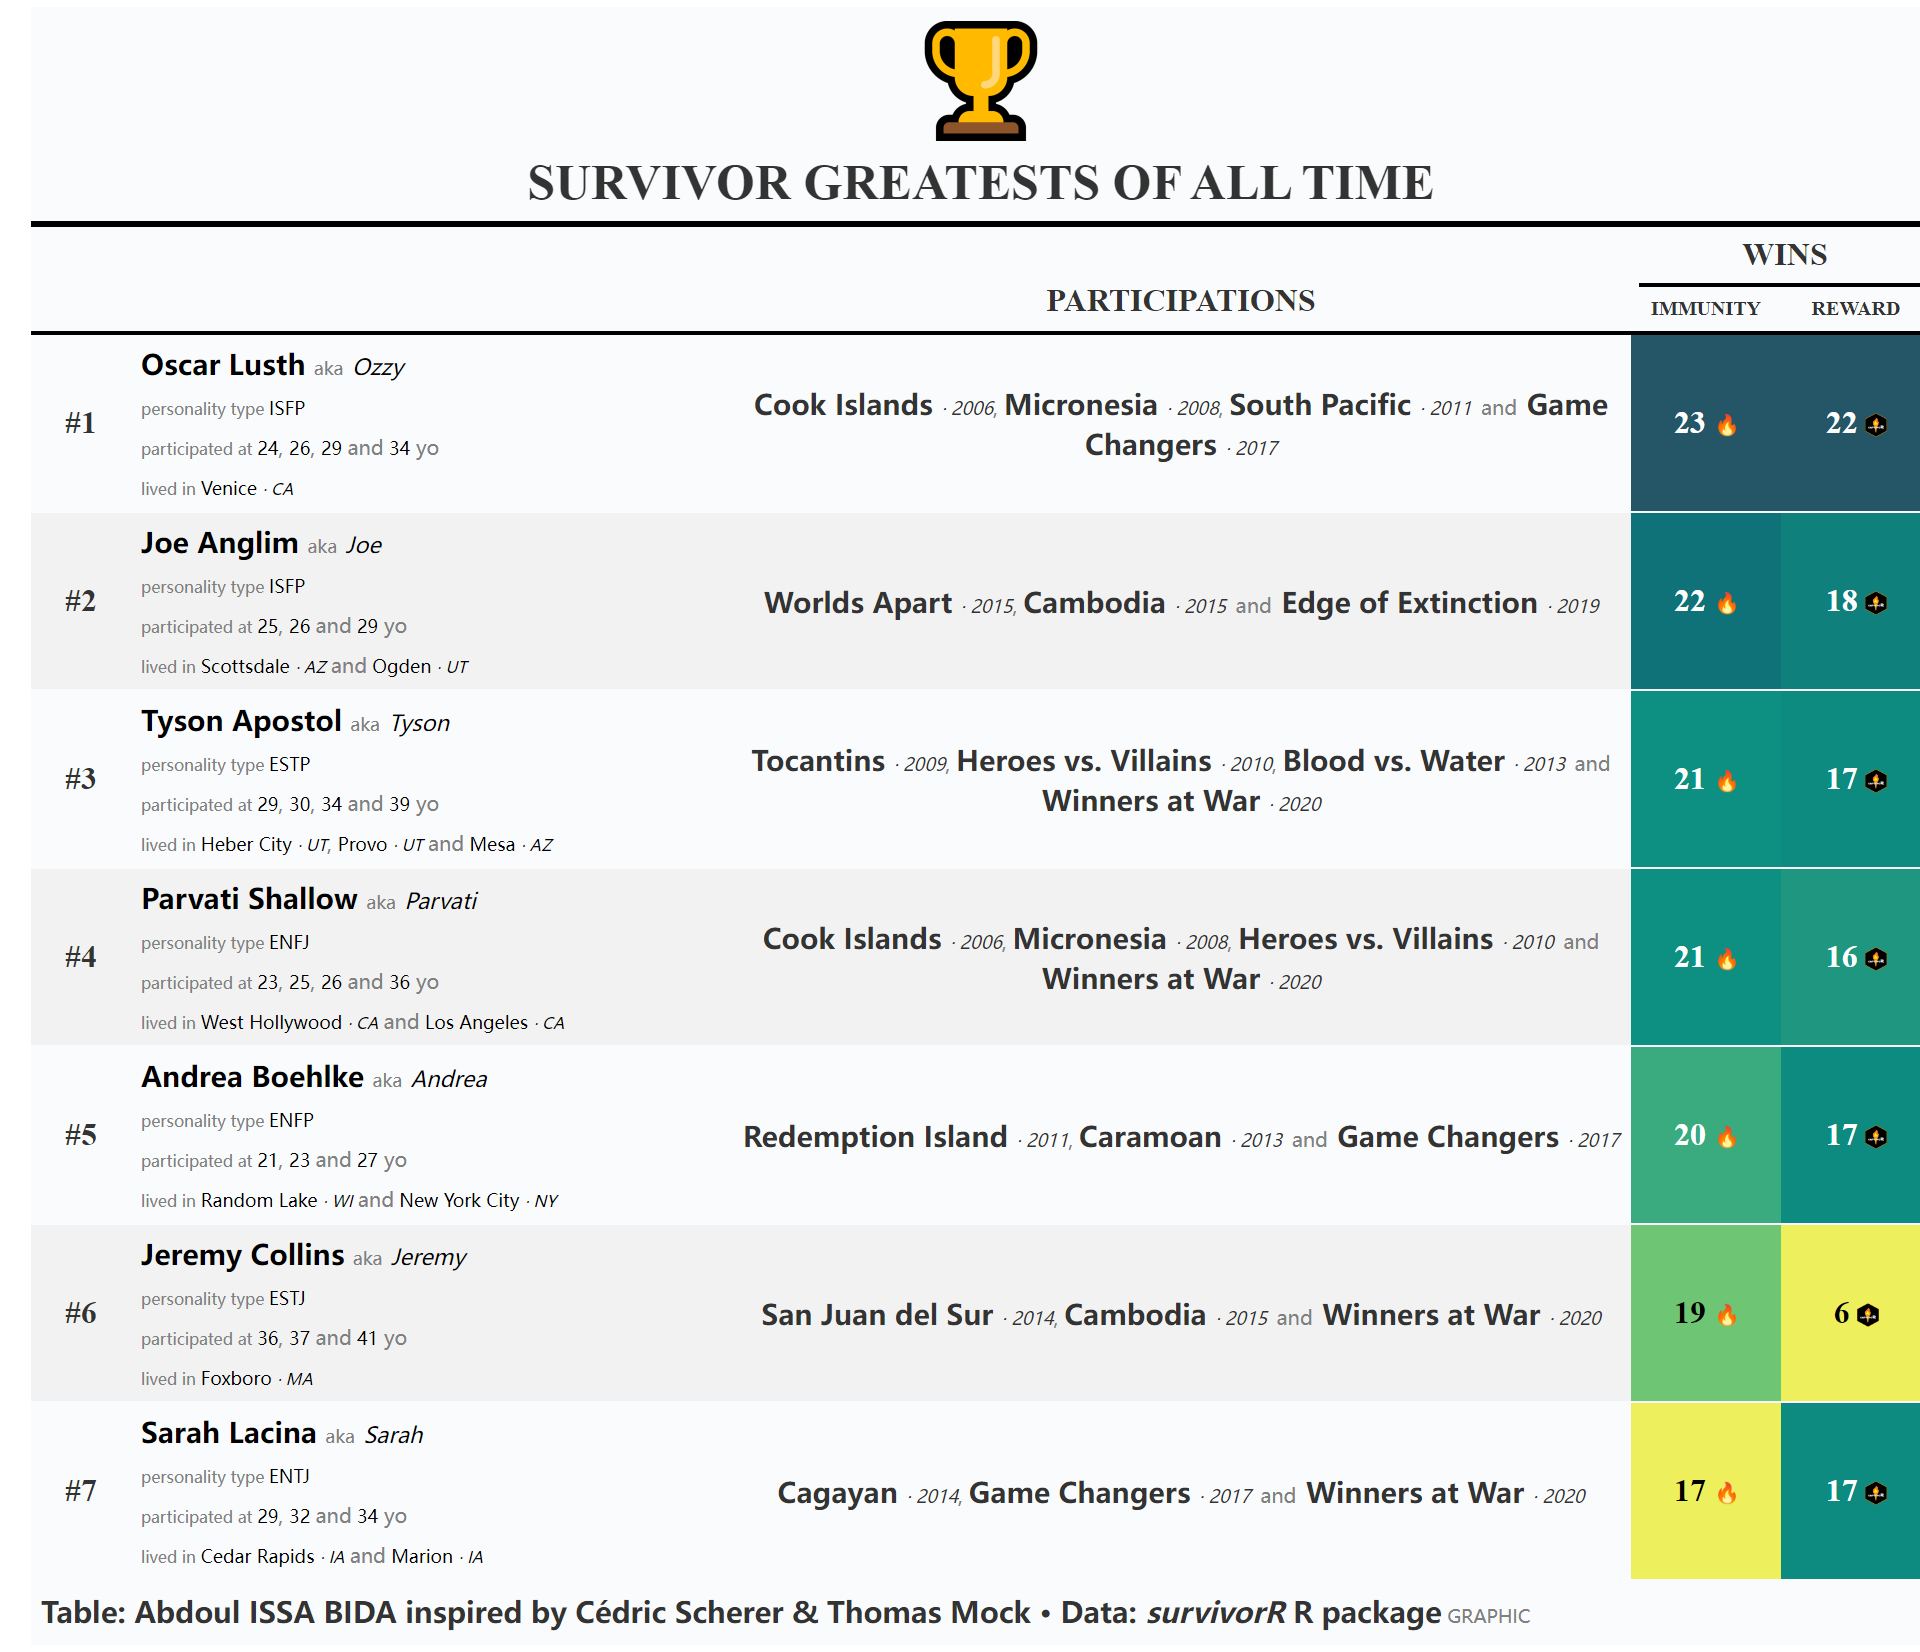 SURVIVOR GREATESTS OF ALL TIME
WINS
PARTICIPATIONS
IMMUNITY REWARD
Oscar Lusth aka Ozzy
personality type ISFP
participated at 24, 26, 29 and 34 yo
lived in Venice · CA
#1
Cook Islands · 2006, Micronesia · 2008, South Pacific · 2011 and Game
Changers · 2017
23 22
Joe Anglim aka Joe
personality type ISFP
participated at 25, 26 and 29 yo
lived in Scottsdale · AZ and Ogden · UT
#2
Worlds Apart · 2015, Cambodia · 2015 and Edge of Extinction · 2019
22 18
Tyson Apostol aka Tyson
personality type ESTP
participated at 29, 30, 34 and 39 yo
lived in Heber City · UT, Provo · UT and Mesa · AZ
#3
Tocantins · 2009, Heroes vs. Villains · 2010, Blood vs. Water · 2013 and
Winners at War · 2020
21 17
Parvati Shallow aka Parvati
personality type ENFJ
participated at 23, 25, 26 and 36 yo
lived in West Hollywood · CA and Los Angeles · CA
#4
Cook Islands · 2006, Micronesia · 2008, Heroes vs. Villains · 2010 and
Winners at War · 2020
21 16
Andrea Boehlke aka Andrea
personality type ENFP
participated at 21, 23 and 27 yo
lived in Random Lake · WI and New York City · NY
#5
Redemption Island · 2011, Caramoan · 2013 and Game Changers · 2017
20 17
Jeremy Collins aka Jeremy
personality type ESTJ
participated at 36, 37 and 41 yo
lived in Foxboro · MA
#6
San Juan del Sur · 2014, Cambodia · 2015 and Winners at War · 2020
19 6
Sarah Lacina aka Sarah
personality type ENTJ
participated at 29, 32 and 34 yo
lived in Cedar Rapids · IA and Marion · IA
#7
Cagayan · 2014, Game Changers · 2017 and Winners at War · 2020
17 17
Table: Abdoul ISSA BIDA inspired by Cédric Scherer & Thomas Mock • Data: survivorR R package GRAPHIC